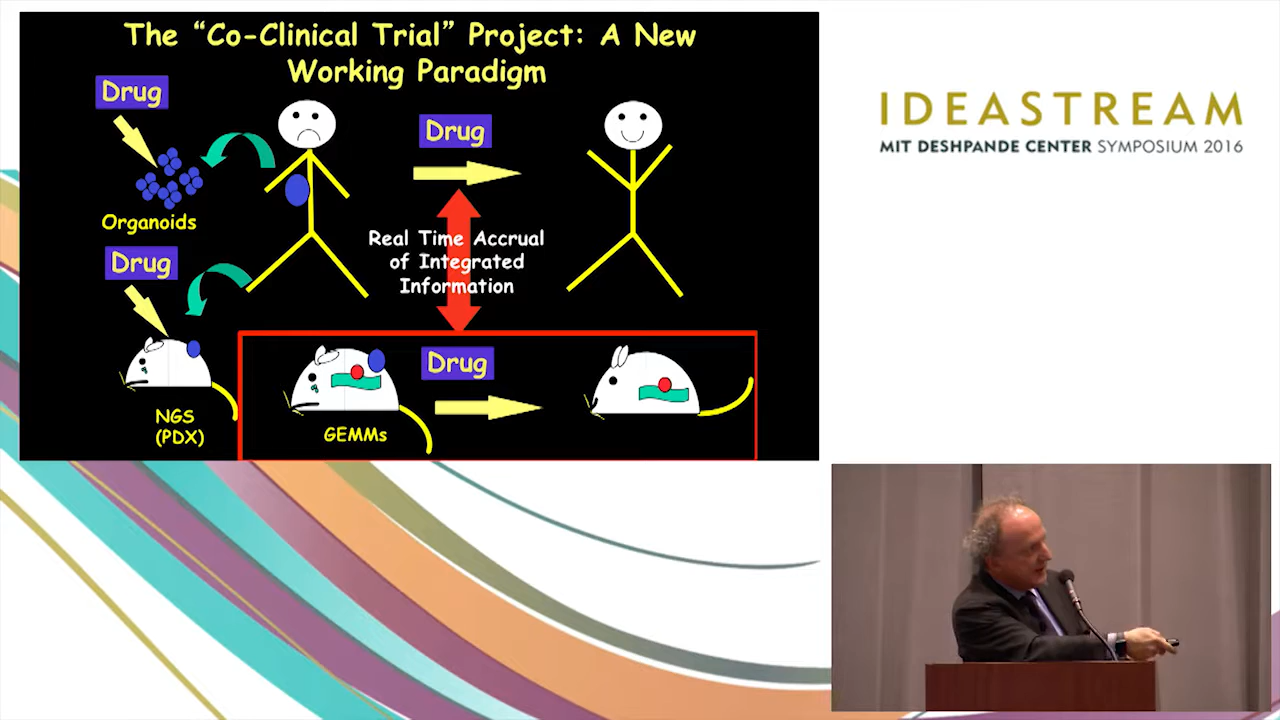 The “Co-Clinical Trial” Project: A New
Working Paradigm
Drug
Organoids
Drug
NGS
(PDX)
Drug
Real Time Accrual
of Integrated
Information
Drug
GEMMs
IDEASTREAM
MIT DESHPANDE CENTER SYMPOSIUM 2016